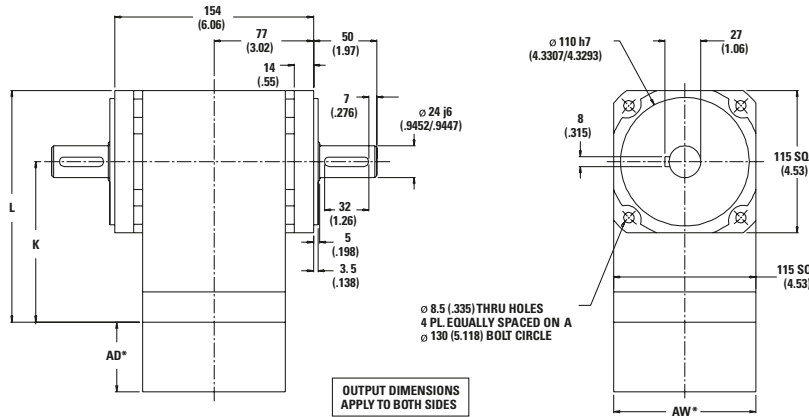 154
(6.06)
77
(3.02)
50
(1.97)
14
(.55)
7
(.276)
ø 24 j6
(.9452/.9447)
32
(1.26)
5
(.198)
3.5
(.138)
L
K
AD*
ø 110 h7
(4.3307/4.3293)
27
(1.06)
8
(.315)
115 SQ
(4.53)
115 SQ
(4.53)
ø 8.5 (.335) THRU HOLES
4 PL. EQUALLY SPACED ON A
ø 130 (5.118) BOLT CIRCLE
OUTPUT DIMENSIONS
APPLY TO BOTH SIDES
AW*